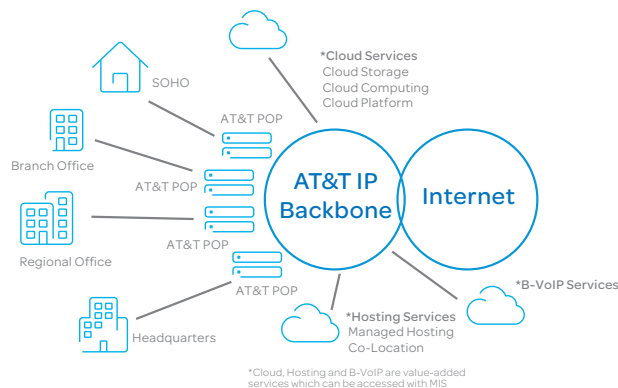 *Cloud Services
Cloud Storage
Cloud Computing
Cloud Platform
SOHO
AT&T POP
Branch Office
AT&T POP
AT&T IP
Backbone
Internet
AT&T POP
Regional Office
AT&T POP
*B-VoIP Services
*Hosting Services
Managed Hosting
Co-Location
Headquarters
*Cloud, Hosting and B-VoIP are value-added
services which can be accessed with MIS